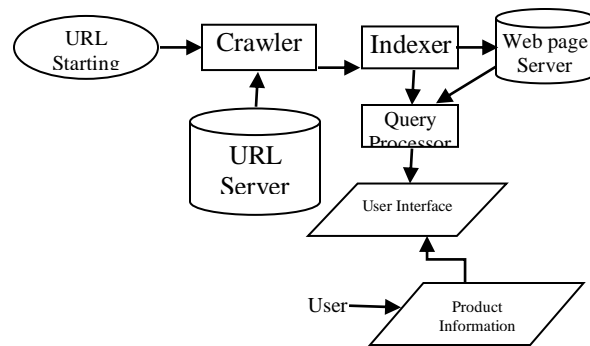 URL
Starting
Crawler
Indexer
Web page
Server
URL
Server
Query
Processor
User Interface
User
Product
Information